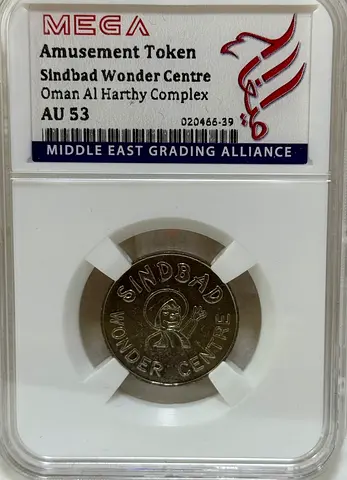 MEGA
Amusement Token
Sindbad Wonder Centre
Oman Al Harthy Complex
AU 53
020466-39
MIDDLE EAST GRADING ALLIANCE
SINDBAD
WONDER CENTRE